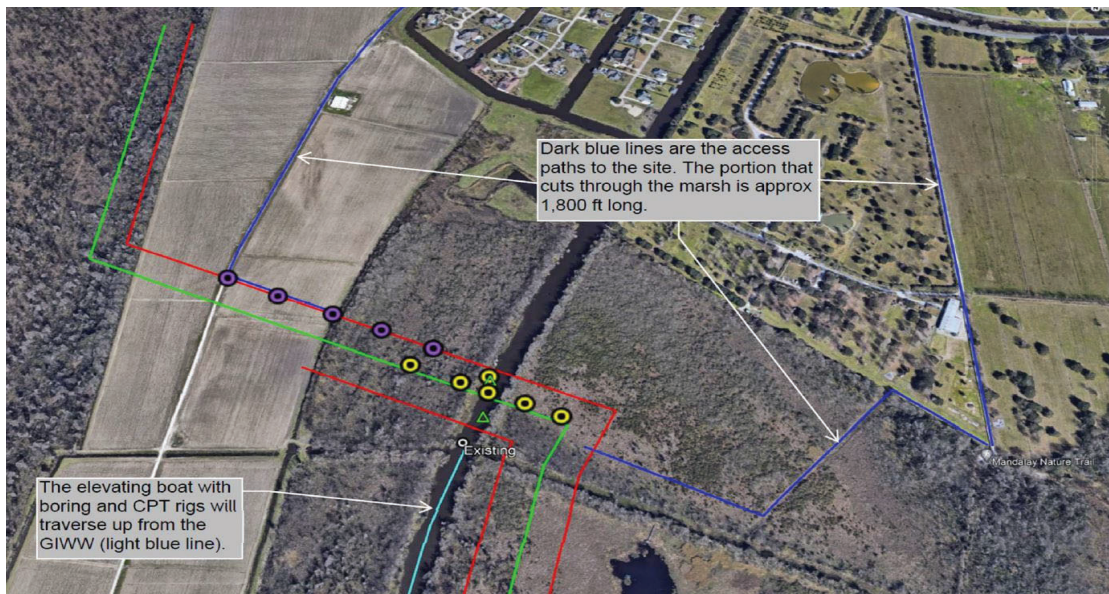 Dark blue lines are the access
paths to the site. The portion that
cuts through the marsh is approx
1,800 ft long.
Existing
Mandalay Nature Trail
The elevating boat with
boring and CPT rigs will
traverse up from the
GIWW (light blue line).